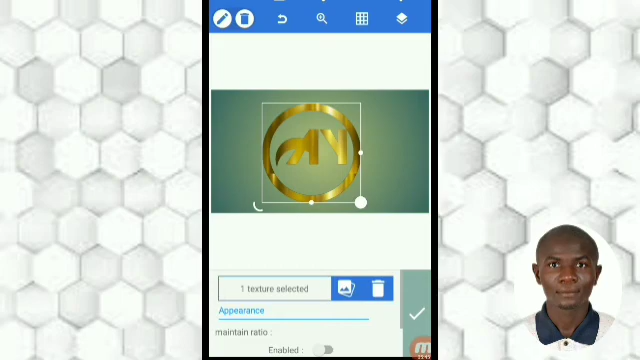 1 texture selected
Appearance
maintain ratio :
Enabled :